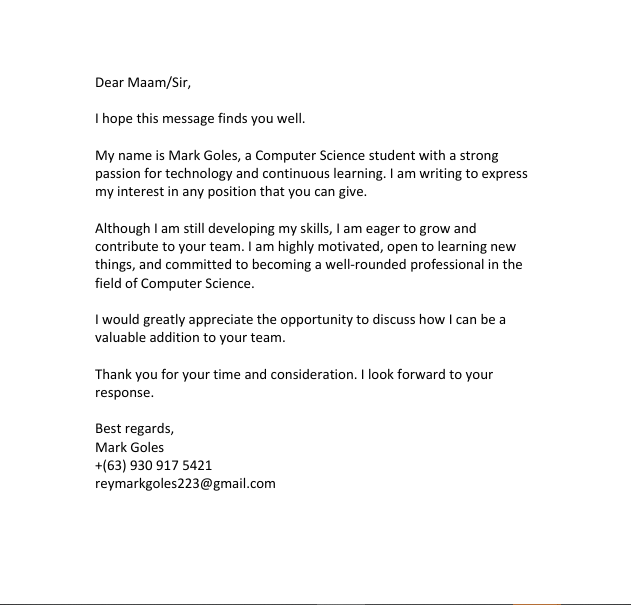 Dear Maam/Sir,
I hope this message finds you well.
My name is Mark Goles, a Computer Science student with a strong
passion for technology and continuous learning. I am writing to express
my interest in any position that you can give.
Although I am still developing my skills, I am eager to grow and
contribute to your team. I am highly motivated, open to learning new
things, and committed to becoming a well-rounded professional in the
field of Computer Science.
I would greatly appreciate the opportunity to discuss how I can be a
valuable addition to your team.
Thank you for your time and consideration. I look forward to your
response.
Best regards,
Mark Goles
+(63) 930 917 5421
reymarkgoles223@gmail.com